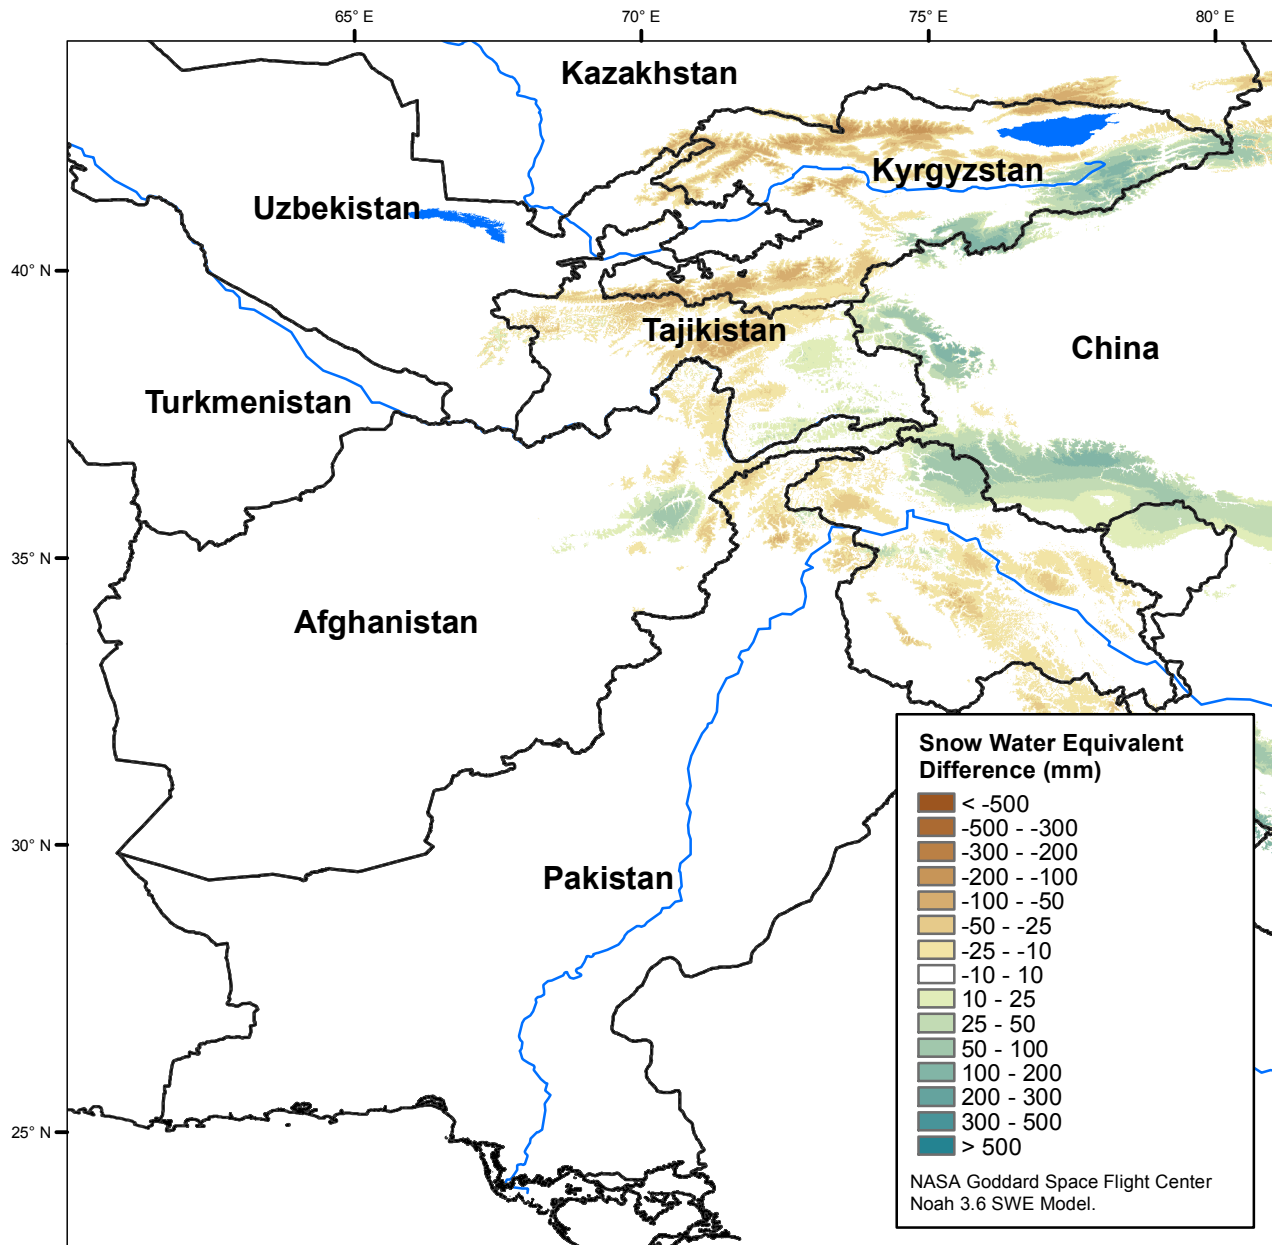 65° E
70° E
75° E
80° E
Kazakhstan
Kyrgyzstan
Uzbekistan
40° N
Tajikistan
China
Turkmenistan
35° N
Afghanistan
Snow Water Equivalent
Difference (mm)
< -500
-500 - -300
-300 - -200
-200 - -100
-100 - -50
-50 - -25
-25 - -10
-10 - 10
10 - 25
25 - 50
50 - 100
100 - 200
200 - 300
300 - 500
> 500
30° N
Pakistan
25° N
NASA Goddard Space Flight Center
Noah 3.6 SWE Model.